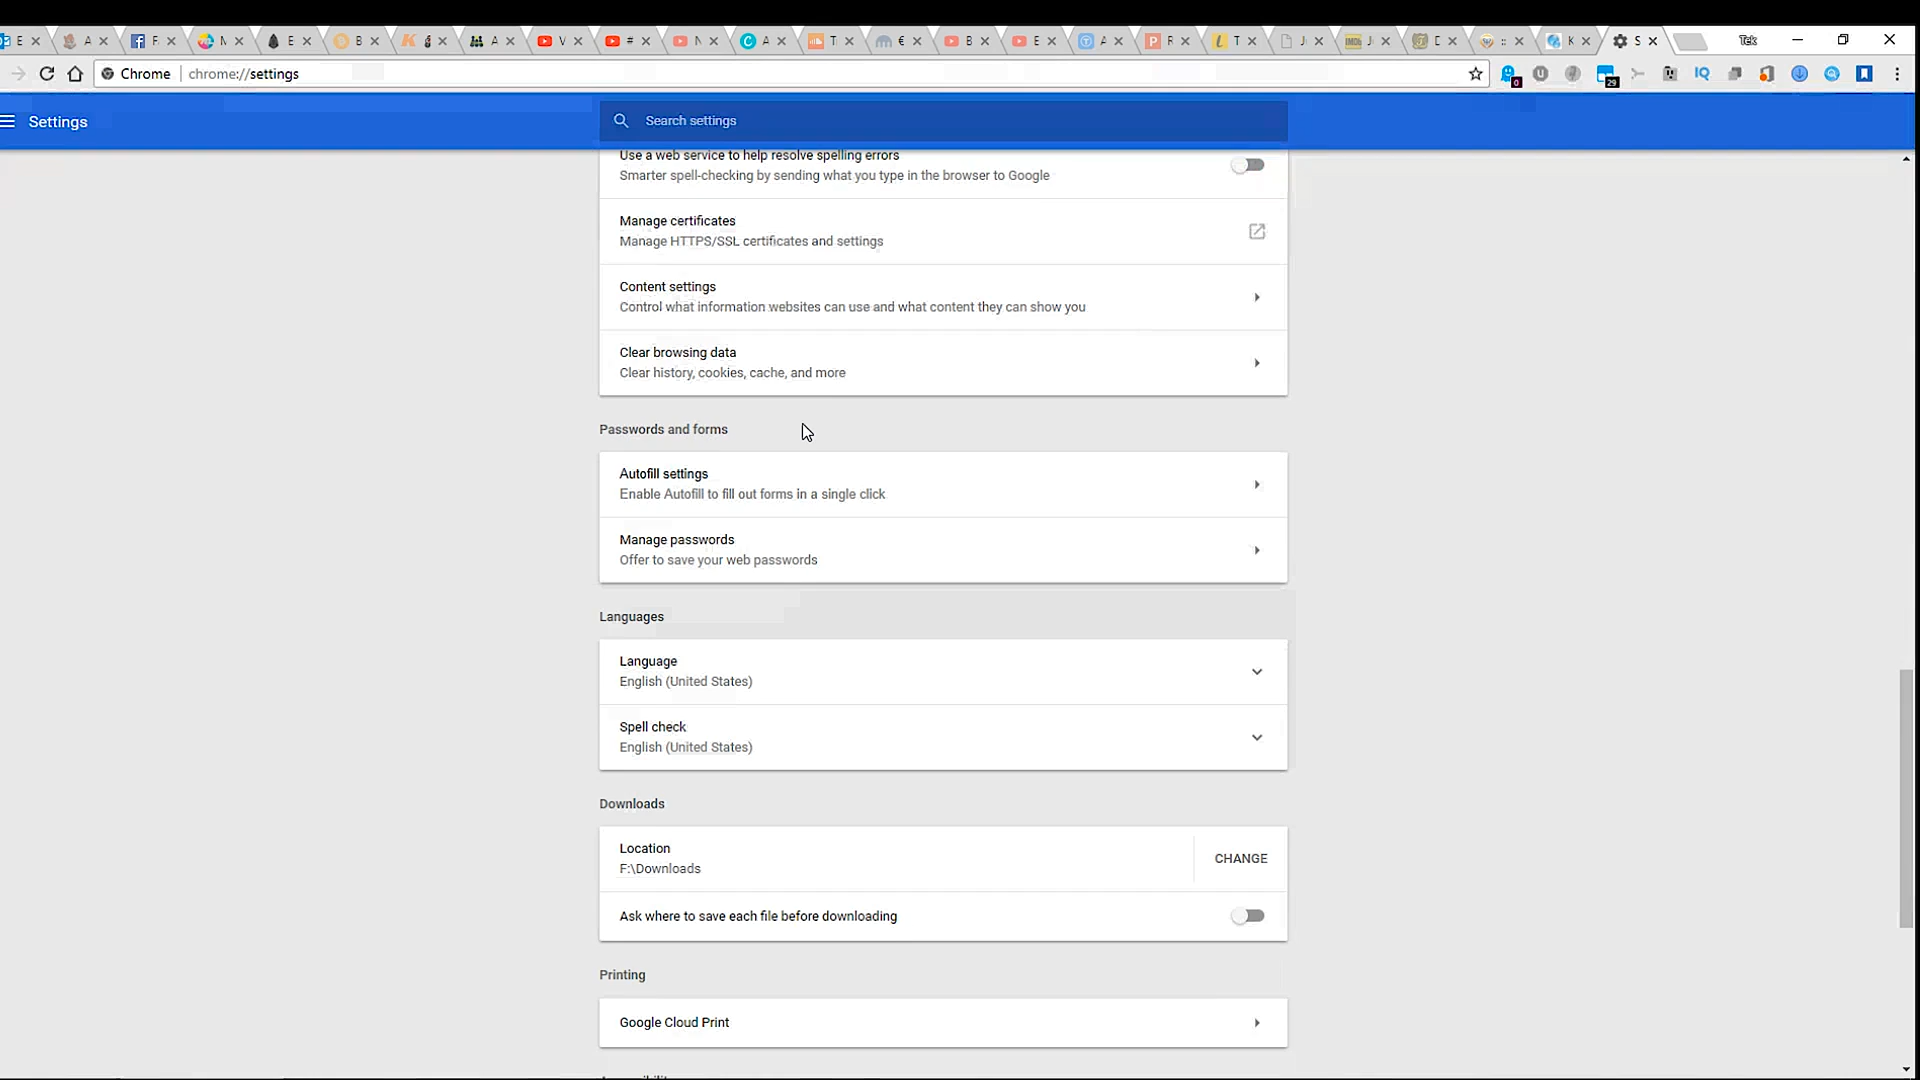 E A F M E B K A V # N A T € B E A P L T J J D :: K S Tek
Chrome chrome://settings
0 29 IQ
Settings Search settings
Use a web service to help resolve spelling errors
Smarter spell-checking by sending what you type in the browser to Google
Manage certificates
Manage HTTPS/SSL certificates and settings
Content settings
Control what information websites can use and what content they can show you
Clear browsing data
Clear history, cookies, cache, and more
Passwords and forms
Autofill settings
Enable Autofill to fill out forms in a single click
Manage passwords
Offer to save your web passwords
Languages
Language
English (United States)
Spell check
English (United States)
Downloads
Location
F:\Downloads
CHANGE
Ask where to save each file before downloading
Printing
Google Cloud Print